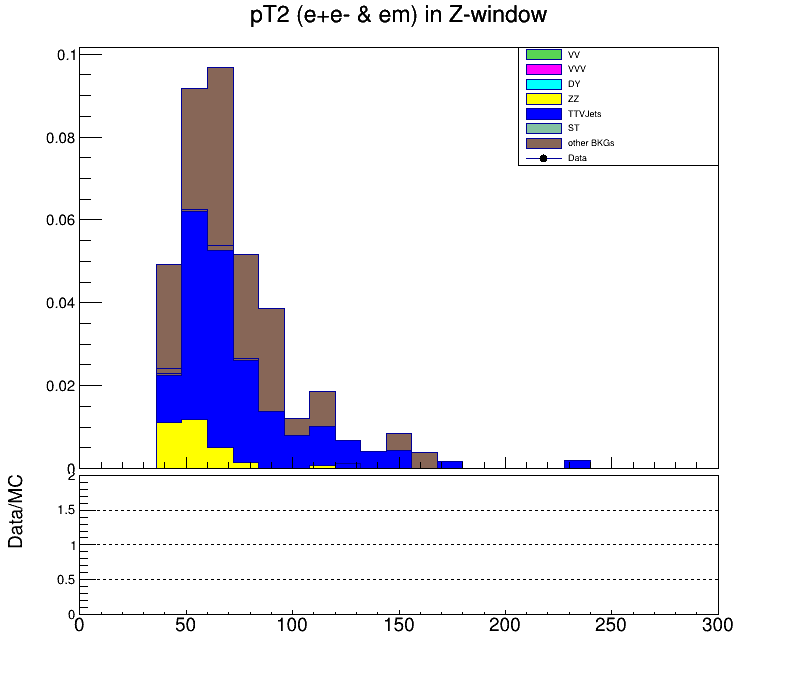 pT2 (e+e- & em) in Z-window
0.1
0.08
0.06
0.04
0.02
0
VV
VVV
DY
ZZ
TTVJets
ST
other BKGs
Data
Data/MC
2
1.5
1
0.5
0
0 50 100 150 200 250 300